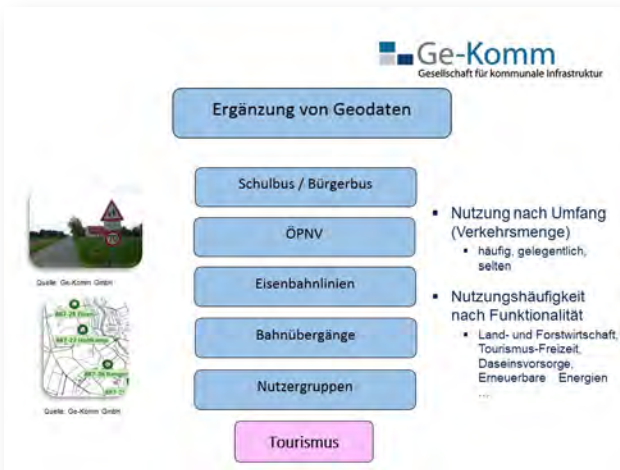 Ge-Komm
Gesellschaft für kommunale Infrastruktur
Ergänzung von Geodaten
Schulbus / Bürgerbus
ÖPNV
Eisenbahnlinien
Bahnübergänge
Nutzergruppen
Tourismus
Quelle: Ge-Komm GmbH
Quelle: Ge-Komm GmbH
▪ Nutzung nach Umfang
(Verkehrsmenge)
▪ häufig, gelegentlich,
selten
▪ Nutzungshäufigkeit
nach Funktionalität
▪ Land- und Forstwirtschaft,
Tourismus-Freizeit,
Daseinsvorsorge,
Erneuerbare Energien
...